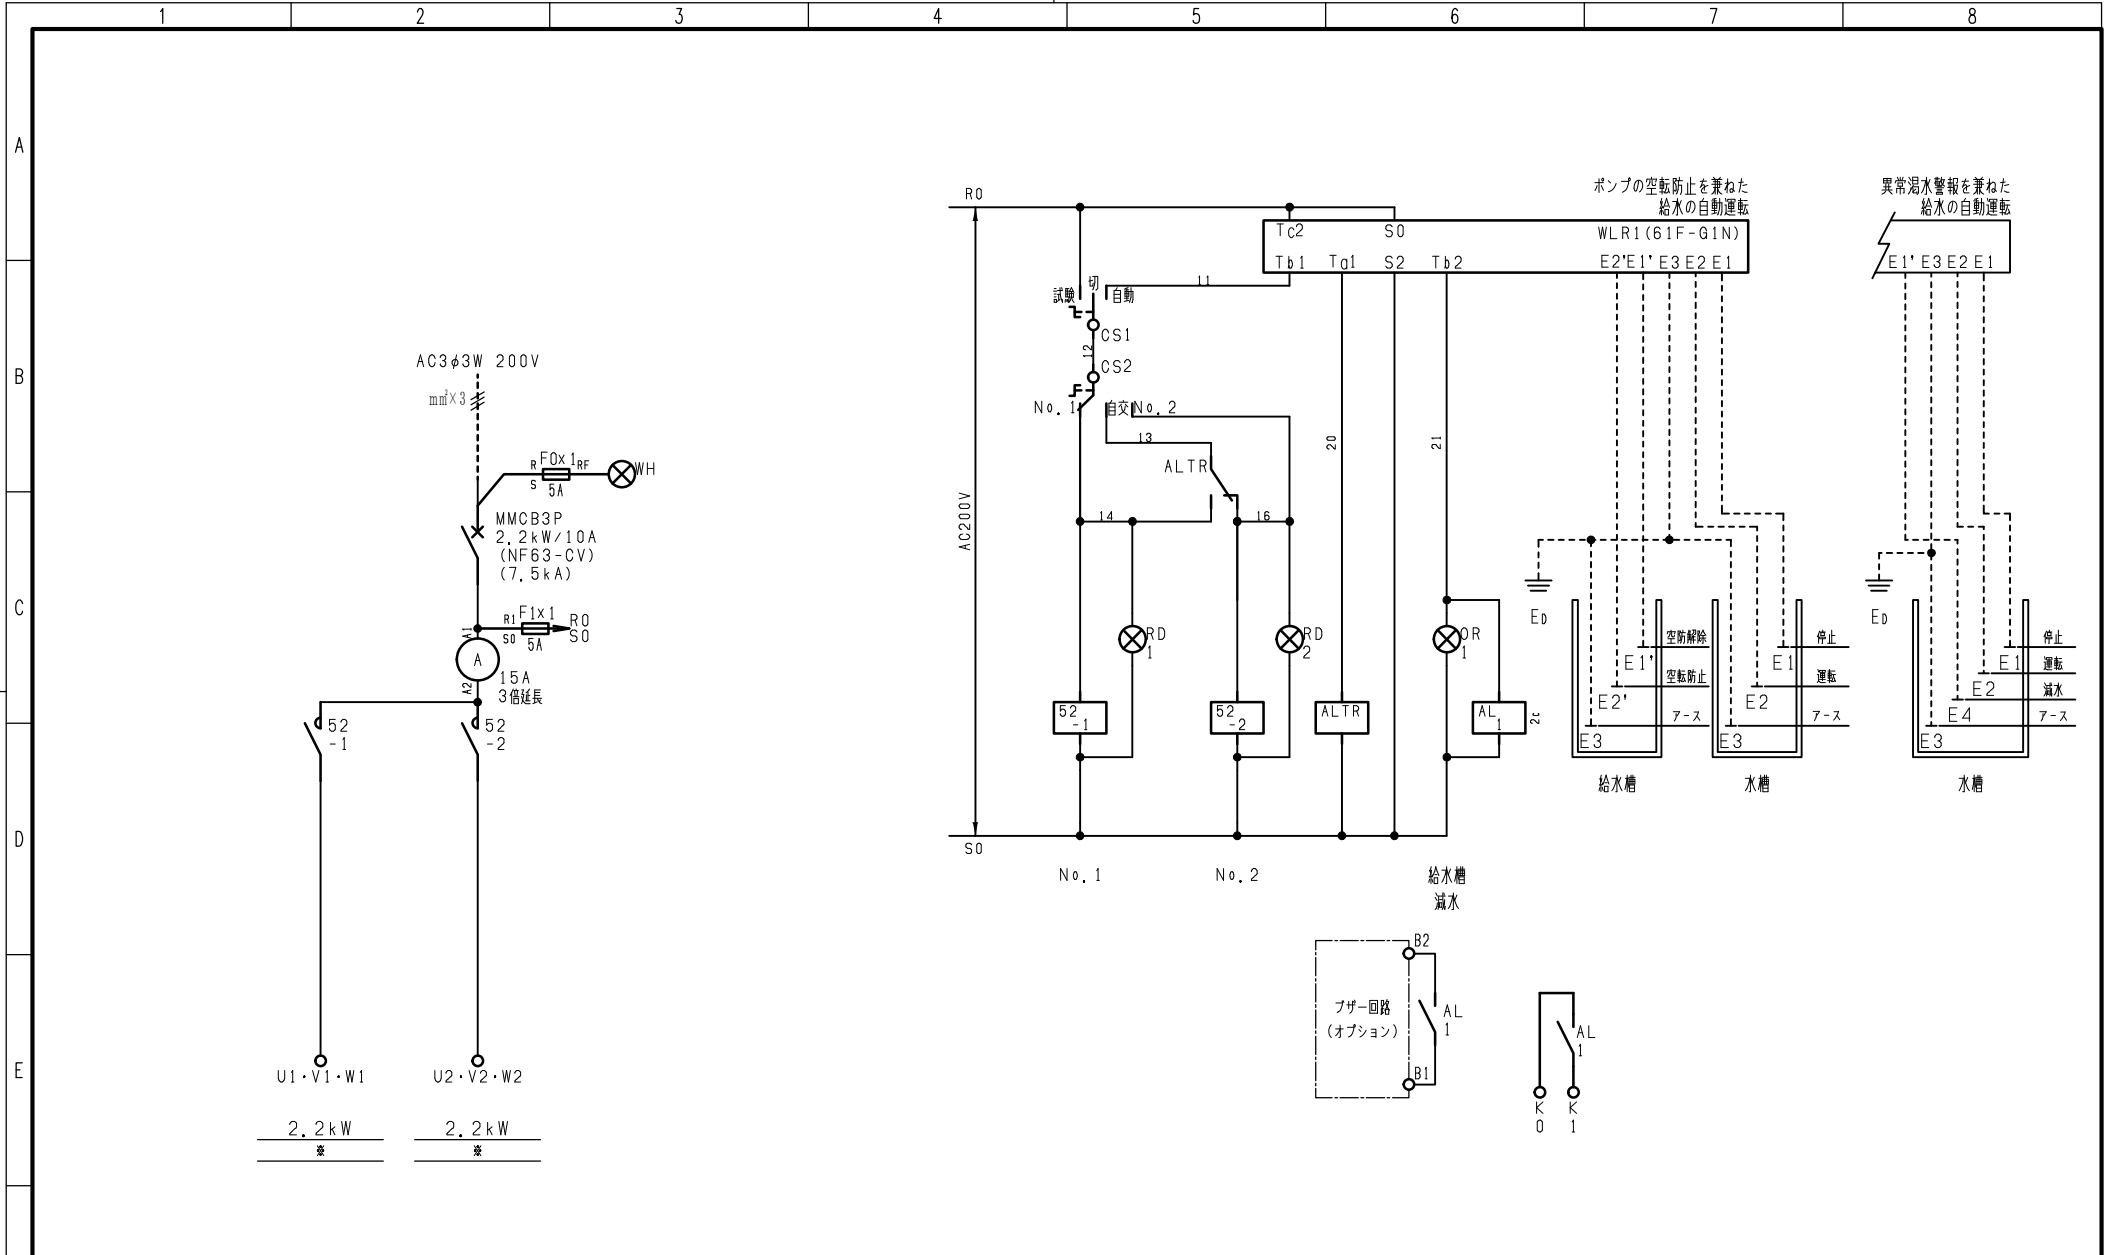 1 2 3 4 5 6 7 8
A
B
C
D
E
AC3φ3W 200V
mm²×3
R F0x1 RF
S 5A
WH
MMCB3P
2.2kW/10A
(NF63-CV)
(7.5kA)
R1 F1x1 R0
S0 5A S0
A1
A
A2
15A
3倍延長
52
-1
52
-2
U1・V1・W1
U2・V2・W2
2.2kW
※
2.2kW
※
R0
AC200V
S0
試験 切 自動
11
CS1
12
CS2
No.1 自交 No.2
13
ALTR
14
16
20
21
RD
1
RD
2
OR
1
52
-1
52
-2
ALTR
AL
1
2c
No.1
No.2
給水槽
減水
ポンプの空転防止を兼ねた
給水の自動運転
Tc2 S0 WLR1(61F-G1N)
Tb1 Ta1 S2 Tb2 E2' E1' E3 E2 E1
ED
空防解除
E1'
空転防止
E2'
アース
E3
給水槽
停止
E1
運転
E2
アース
E3
水槽
異常渇水警報を兼ねた
給水の自動運転
E1' E3 E2 E1
ED
停止
E1
運転
E2
減水
E4
アース
E3
水槽
B2
ブザー回路
(オプション)
AL
1
B1
AL
1
K
0
K
1